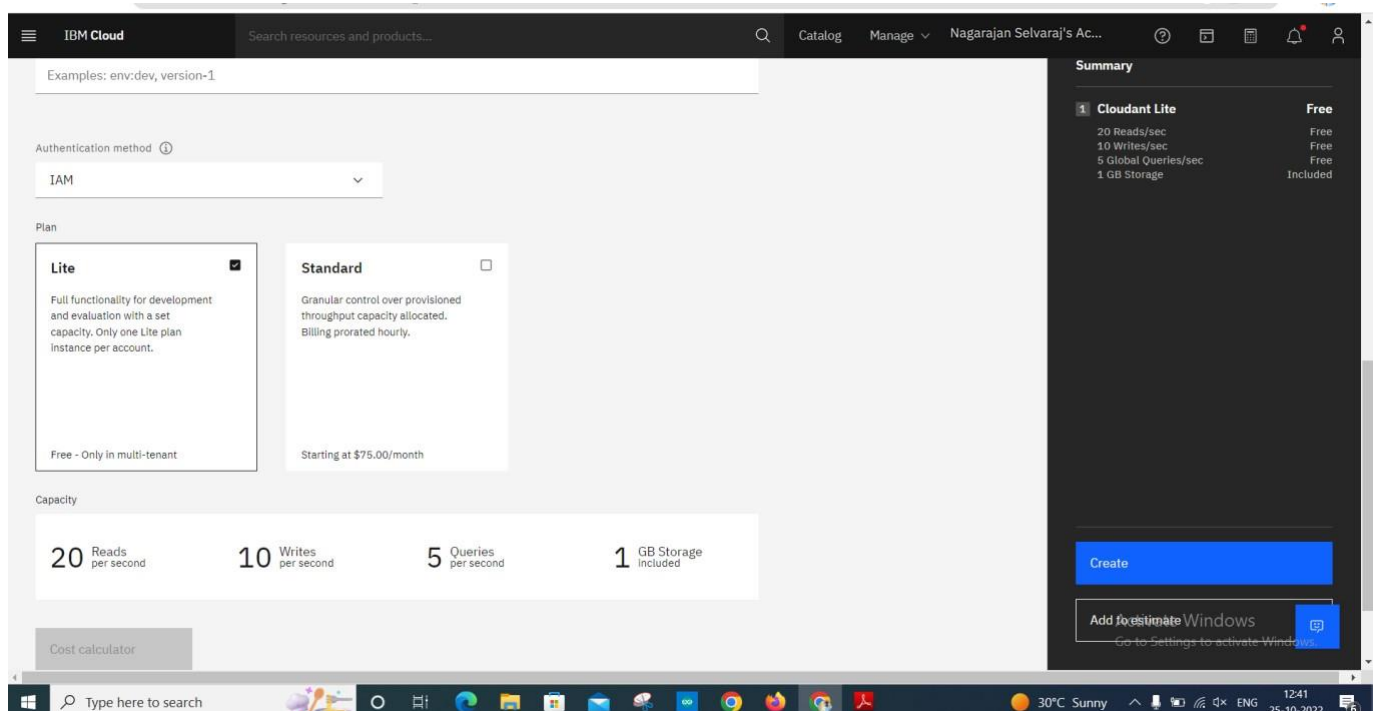 IBM Cloud
Search resources and products...
Catalog
Manage
Nagarajan Selvaraj's Ac...
Examples: env:dev, version-1
Authentication method
IAM
Plan
Lite
Full functionality for development
and evaluation with a set
capacity. Only one Lite plan
instance per account.
Free - Only in multi-tenant
Standard
Granular control over provisioned
throughput capacity allocated.
Billing prorated hourly.
Starting at $75.00/month
Capacity
20 Reads per second
10 Writes per second
5 Queries per second
1 GB Storage included
Cost calculator
Summary
1 Cloudant Lite Free
20 Reads/sec Free
10 Writes/sec Free
5 Global Queries/sec Free
1 GB Storage Included
Create
Add to estimate
Activate Windows
Go to Settings to activate Windows.
Type here to search
30°C Sunny
ENG
12:41
25-10-2022
6